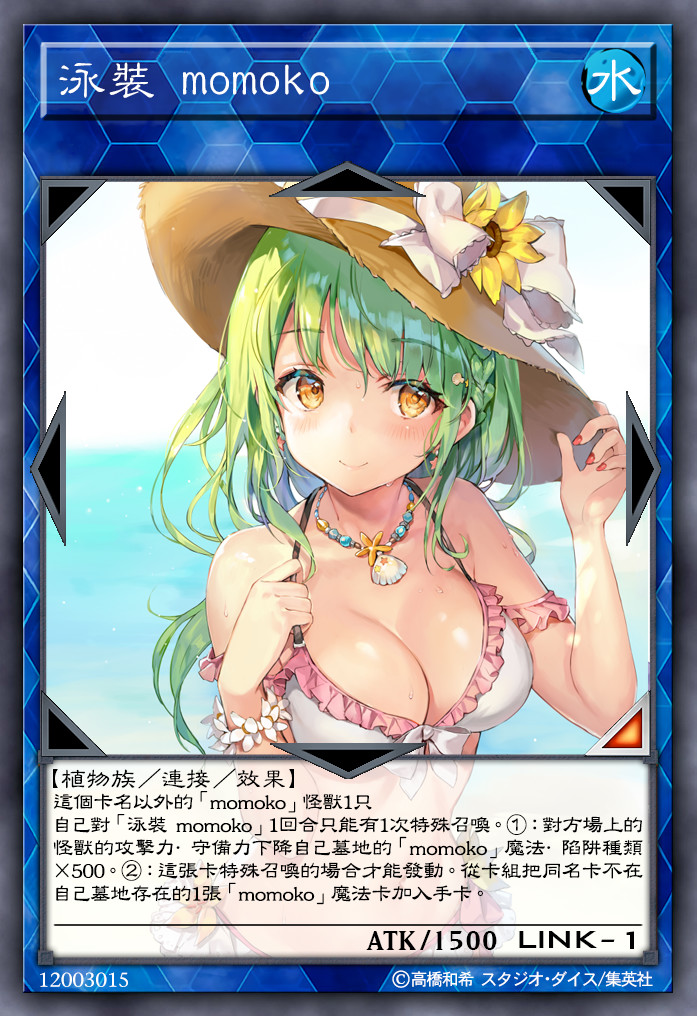 泳裝 momoko
水
【植物族／連接／效果】
這個卡名以外的「momoko」怪獸1只
自己對「泳裝 momoko」1回合只能有1次特殊召喚。①：對方場上的
怪獸的攻擊力‧守備力下降自己墓地的「momoko」魔法‧陷阱種類
×500。②：這張卡特殊召喚的場合才能發動。從卡組把同名卡不在
自己墓地存在的1張「momoko」魔法卡加入手卡。
ATK/1500 LINK-1
12003015 ©高橋和希 スタジオ・ダイス/集英社